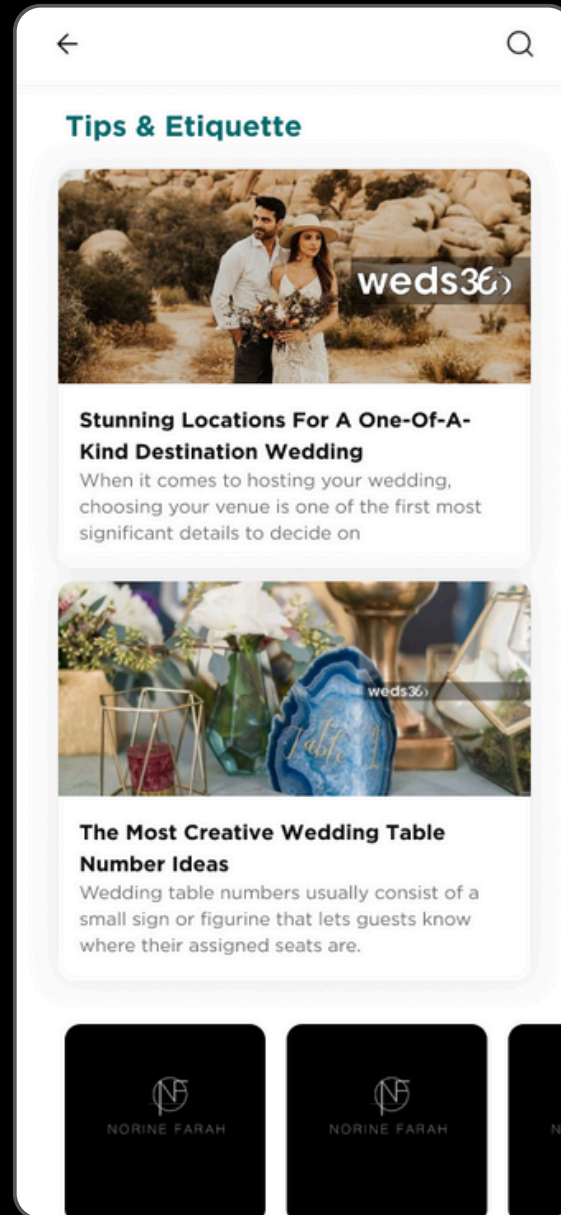 Tips & Etiquette
weds360
Stunning Locations For A One-Of-A-
Kind Destination Wedding
When it comes to hosting your wedding,
choosing your venue is one of the first most
significant details to decide on
Table 1
weds360
The Most Creative Wedding Table
Number Ideas
Wedding table numbers usually consist of a
small sign or figurine that lets guests know
where their assigned seats are.
NF
NORINE FARAH
NF
NORINE FARAH
N